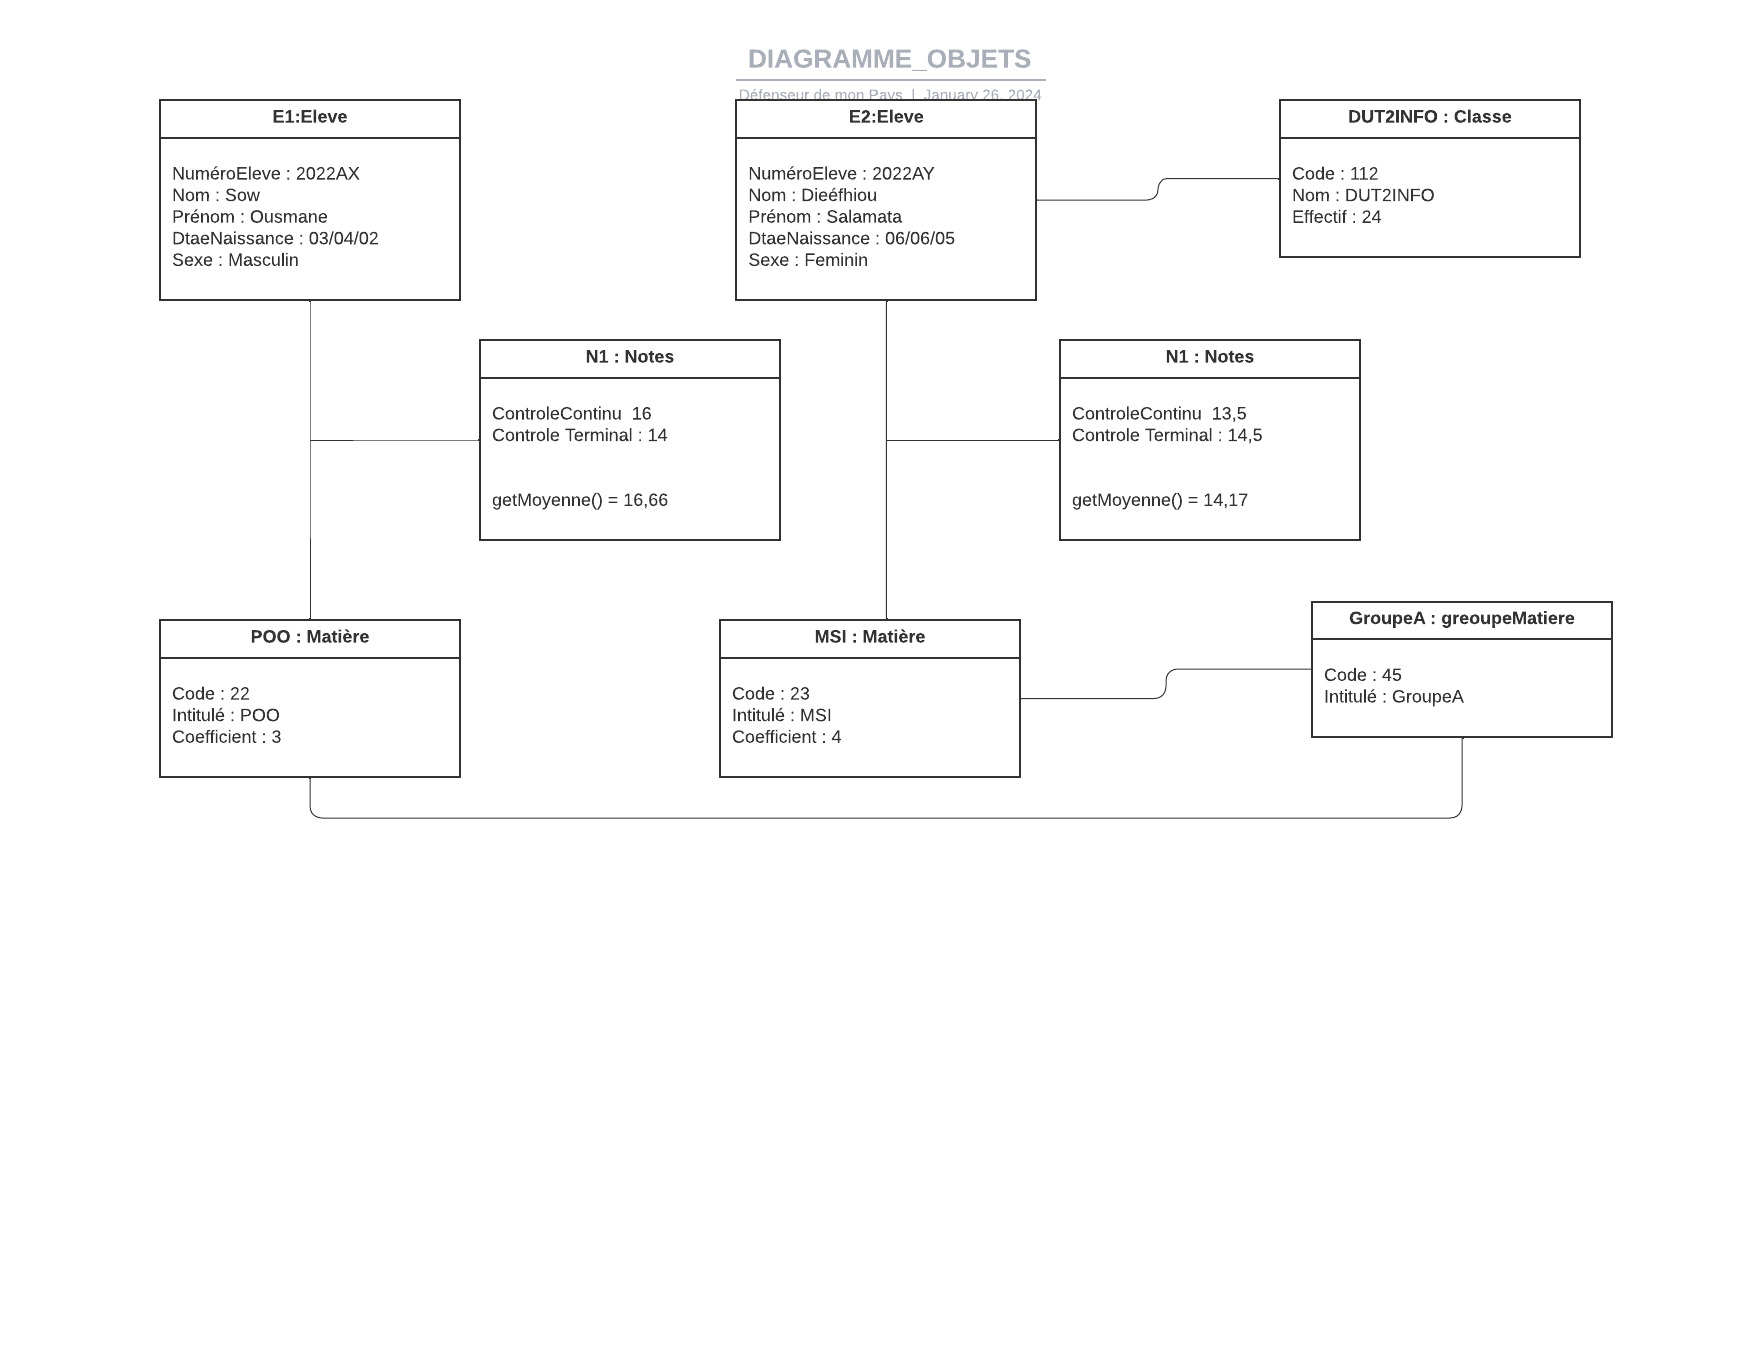 DIAGRAMME_OBJETS
Défenseur de mon Pays | January 26, 2024
E1:Eleve
NuméroEleve : 2022AX
Nom : Sow
Prénom : Ousmane
DtaeNaissance : 03/04/02
Sexe : Masculin
E2:Eleve
NuméroEleve : 2022AY
Nom : Dieéfhiou
Prénom : Salamata
DtaeNaissance : 06/06/05
Sexe : Feminin
DUT2INFO : Classe
Code : 112
Nom : DUT2INFO
Effectif : 24
N1 : Notes
ControleContinu  16
Controle Terminal : 14
getMoyenne() = 16,66
N1 : Notes
ControleContinu  13,5
Controle Terminal : 14,5
getMoyenne() = 14,17
POO : Matière
Code : 22
Intitulé : POO
Coefficient : 3
MSI : Matière
Code : 23
Intitulé : MSI
Coefficient : 4
GroupeA : greoupeMatiere
Code : 45
Intitulé : GroupeA